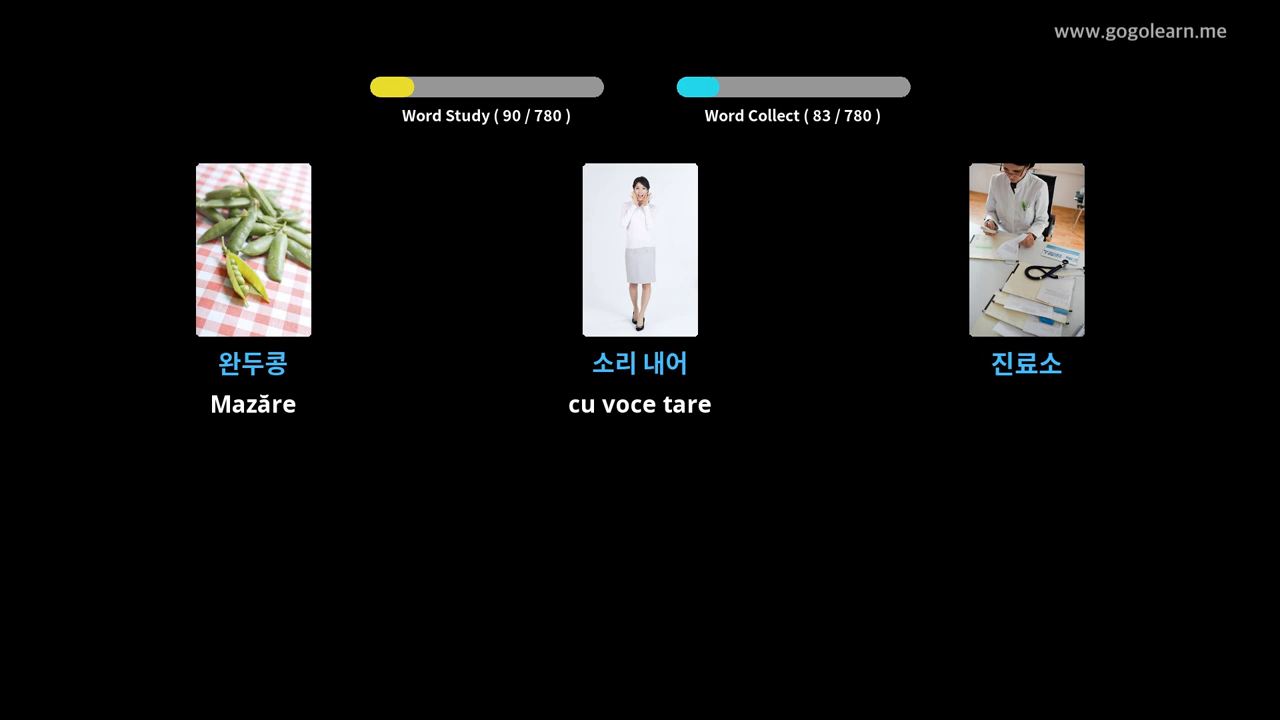 www.gogolearn.me
Word Study ( 90 / 780 )
Word Collect ( 83 / 780 )
완두콩
소리 내어
진료소
Mazăre
cu voce tare